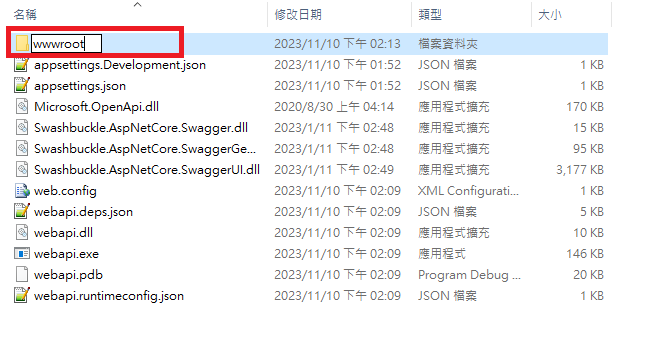 名稱 修改日期 類型 大小
wwwroot 2023/11/10 下午 02:13 檔案資料夾
appsettings.Development.json 2023/11/10 下午 01:52 JSON 檔案 1 KB
appsettings.json 2023/11/10 下午 01:52 JSON 檔案 1 KB
Microsoft.OpenApi.dll 2020/8/30 上午 04:14 應用程式擴充 170 KB
Swashbuckle.AspNetCore.Swagger.dll 2023/1/11 下午 02:48 應用程式擴充 15 KB
Swashbuckle.AspNetCore.SwaggerGe... 2023/1/11 下午 02:48 應用程式擴充 95 KB
Swashbuckle.AspNetCore.SwaggerUI.dll 2023/1/11 下午 02:49 應用程式擴充 3,177 KB
web.config 2023/11/10 下午 02:09 XML Configurati... 1 KB
webapi.deps.json 2023/11/10 下午 02:09 JSON 檔案 5 KB
webapi.dll 2023/11/10 下午 02:09 應用程式擴充 10 KB
webapi.exe 2023/11/10 下午 02:09 應用程式 146 KB
webapi.pdb 2023/11/10 下午 02:09 Program Debug ... 20 KB
webapi.runtimeconfig.json 2023/11/10 下午 02:09 JSON 檔案 1 KB